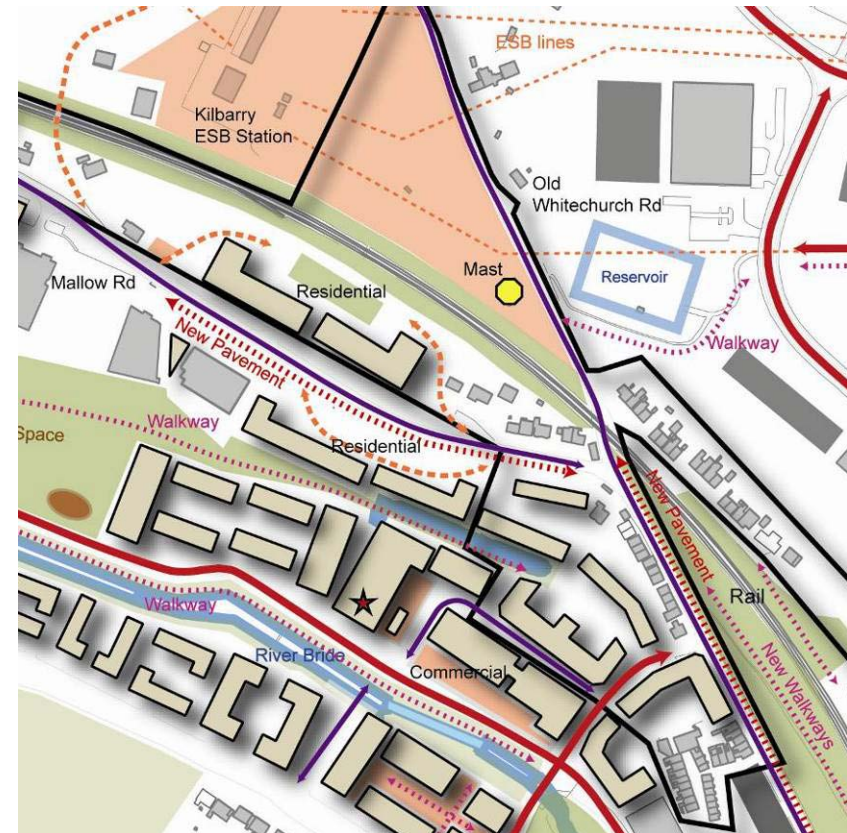 ESB lines
Kilbarry
ESB Station
Old
Whitechurch Rd
Mast
Reservoir
Mallow Rd
Residential
New Pavement
Walkway
Walkway
Space
Residential
New Pavement
Rail
Walkway
River Bride
Commercial
New Walkways